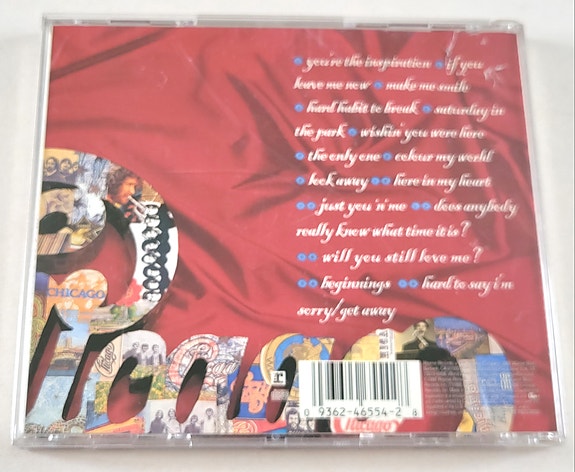 you're the inspiration if you
leave me now make me smile
hard habit to break saturday in
the park wishin' you were here
the only one colour my world
look away here in my heart
just you 'n' me does anybody
really know what time it is?
will you still love me?
beginnings hard to say i'm
sorry/get away
CHICAGO
Chicago
r
0 9362-46554-2 8
Chicago